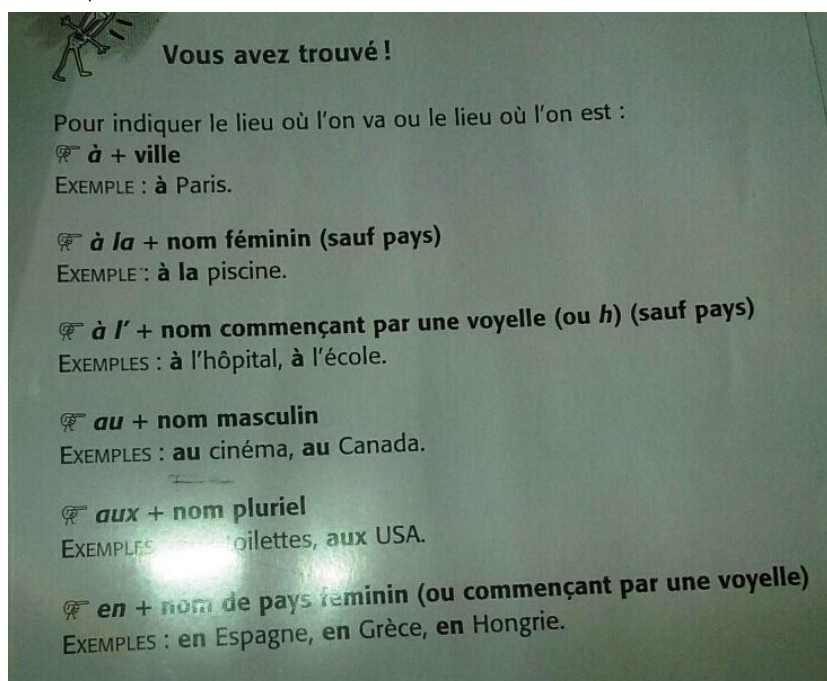 Vous avez trouvé !
Pour indiquer le lieu où l'on va ou le lieu où l'on est :
à + ville
EXEMPLE : à Paris.
à la + nom féminin (sauf pays)
EXEMPLE : à la piscine.
à l' + nom commençant par une voyelle (ou h) (sauf pays)
EXEMPLES : à l'hôpital, à l'école.
au + nom masculin
EXEMPLES : au cinéma, au Canada.
aux + nom pluriel
EXEMPLES toilettes, aux USA.
en + nom de pays féminin (ou commençant par une voyelle)
EXEMPLES : en Espagne, en Grèce, en Hongrie.